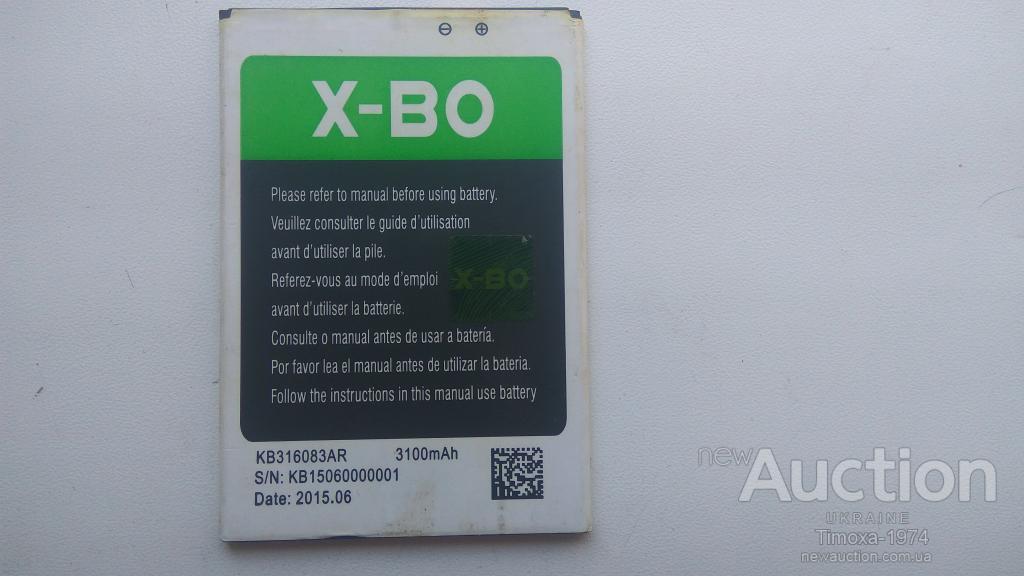 ⊖ ⊕
X-BO
Please refer to manual before using battery.
Veuillez consulter le guide d'utilisation
avant d'utiliser la pile.
Referez-vous au mode d'emploi
avant d'utiliser la batterie.
X-BO
Consulte o manual antes de usar a batería.
Por favor lea el manual antes de utilizar la bateria.
Follow the instructions in this manual use battery
KB316083AR 3100mAh
S/N: KB15060000001
Date: 2015.06
newAuction
UKRAINE
Timoxa-1974
newauction.com.ua